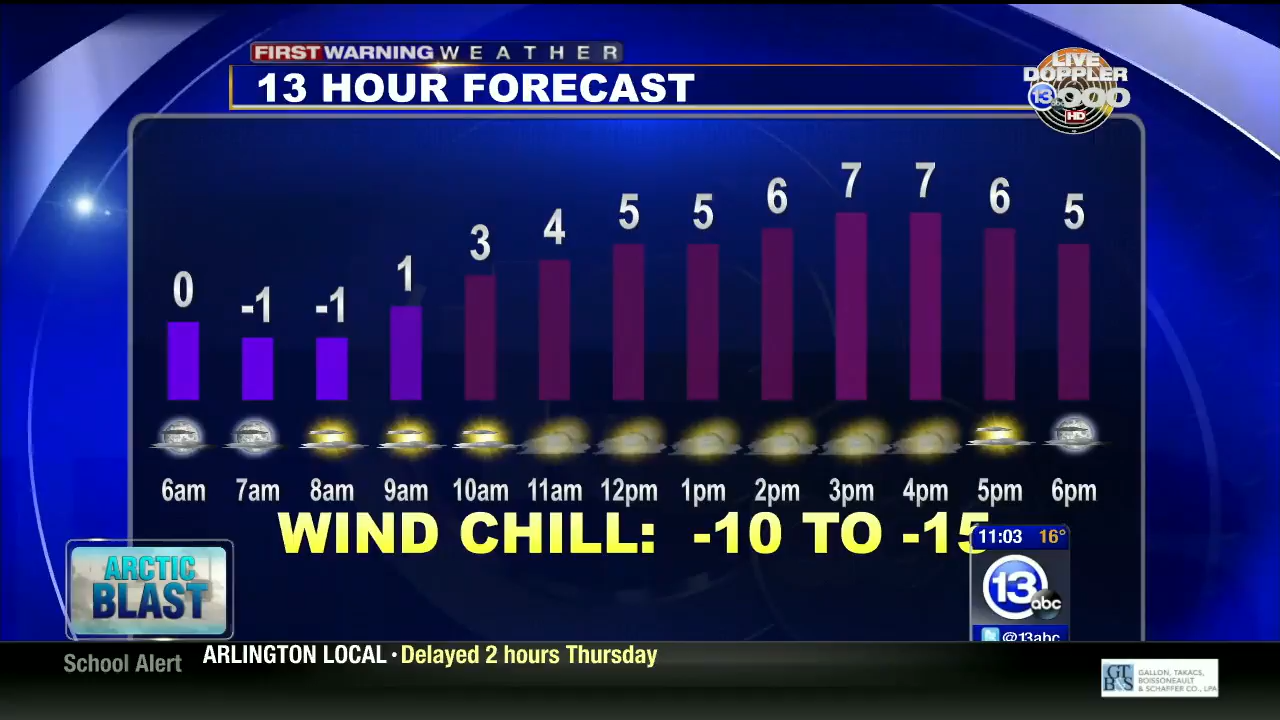 FIRST WARNING WEATHER
13 HOUR FORECAST
LIVE
DOPPLER
13 000
HD
0 -1 -1 1 3 4 5 5 6 7 7 6 5
6am 7am 8am 9am 10am 11am 12pm 1pm 2pm 3pm 4pm 5pm 6pm
WIND CHILL: -10 TO -15
11:03 16°
13
abc
@13abc
ARCTIC
BLAST
School Alert
ARLINGTON LOCAL · Delayed 2 hours Thursday
GT
B&S
GALLON, TAKACS,
BOISSONEAULT
& SCHAFFER CO., LPA